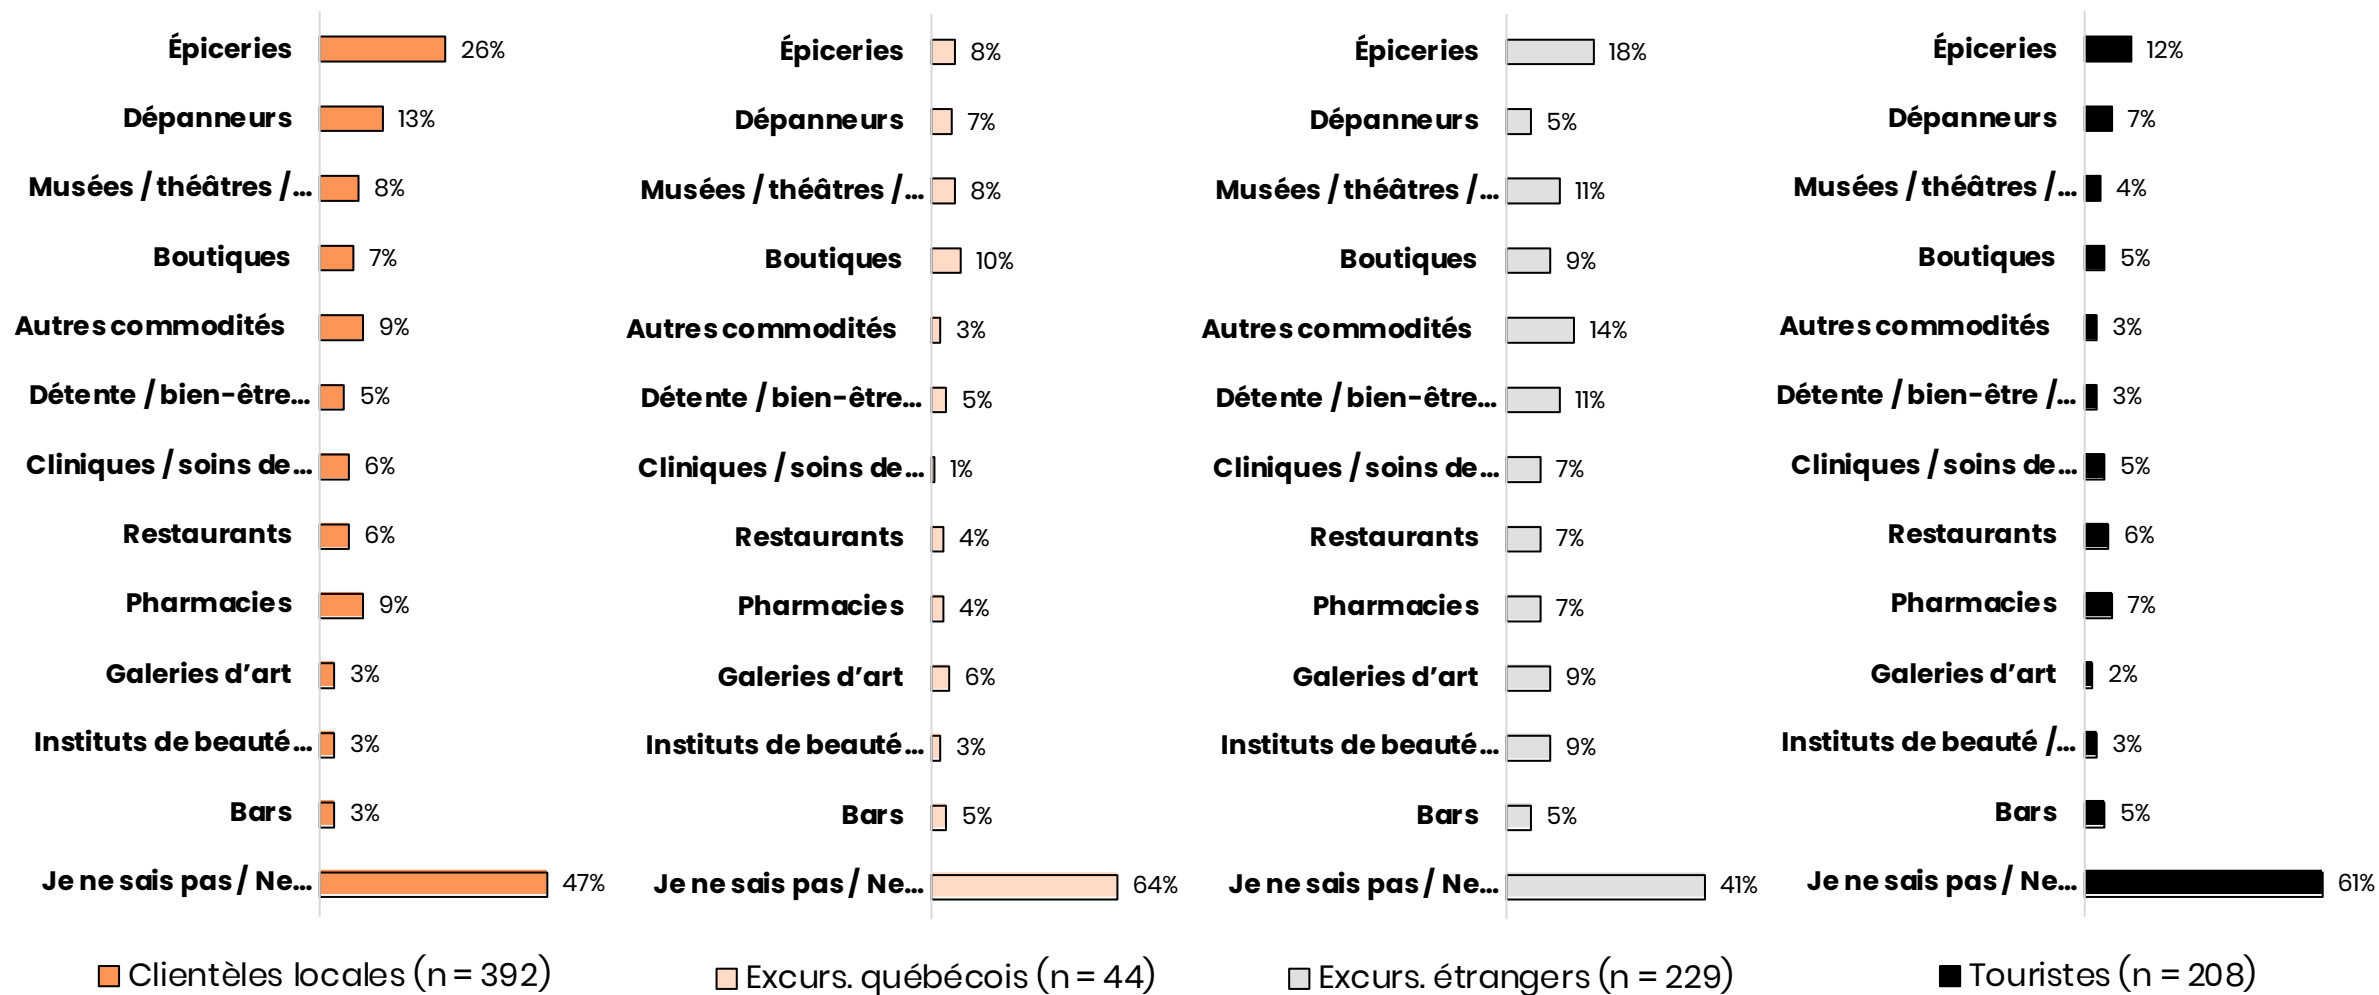 Épiceries 26%
Dépanneurs 13%
Musées / théâtres /... 8%
Boutiques 7%
Autres commodités 9%
Détente / bien-être... 5%
Cliniques / soins de... 6%
Restaurants 6%
Pharmacies 9%
Galeries d’art 3%
Instituts de beauté... 3%
Bars 3%
Je ne sais pas / Ne... 47%
Clientèles locales (n = 392)
Épiceries 8%
Dépanneurs 7%
Musées / théâtres /... 8%
Boutiques 10%
Autres commodités 3%
Détente / bien-être... 5%
Cliniques / soins de... 1%
Restaurants 4%
Pharmacies 4%
Galeries d’art 6%
Instituts de beauté... 3%
Bars 5%
Je ne sais pas / Ne... 64%
Excurs. québécois (n = 44)
Épiceries 18%
Dépanneurs 5%
Musées / théâtres /... 11%
Boutiques 9%
Autres commodités 14%
Détente / bien-être... 11%
Cliniques / soins de... 7%
Restaurants 7%
Pharmacies 7%
Galeries d’art 9%
Instituts de beauté... 9%
Bars 5%
Je ne sais pas / Ne... 41%
Excurs. étrangers (n = 229)
Épiceries 12%
Dépanneurs 7%
Musées / théâtres /... 4%
Boutiques 5%
Autres commodités 3%
Détente / bien-être /... 3%
Cliniques / soins de... 5%
Restaurants 6%
Pharmacies 7%
Galeries d’art 2%
Instituts de beauté /... 3%
Bars 5%
Je ne sais pas / Ne... 61%
Touristes (n = 208)